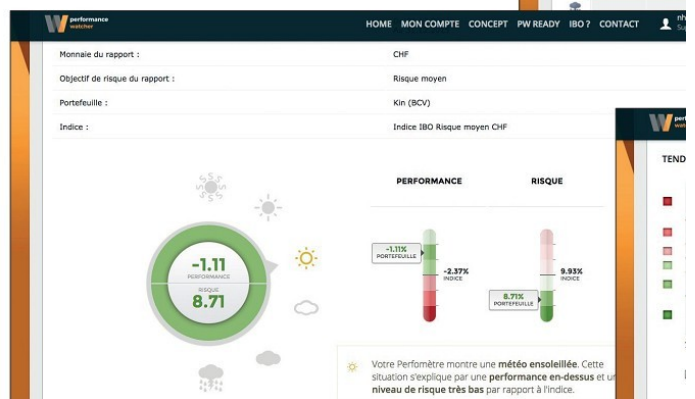 performance
watcher
HOME MON COMPTE CONCEPT PW READY IBO ? CONTACT
Monnaie du rapport : CHF
Objectif de risque du rapport : Risque moyen
Portefeuille : Kin (BCV)
Indice : Indice IBO Risque moyen CHF
PERFORMANCE RISQUE
-1.11
PERFORMANCE
RISQUE
8.71
-1.11%
PORTEFEUILLE
-2.37%
INDICE
9.93%
INDICE
8.71%
PORTEFEUILLE
Votre Perfomètre montre une météo ensoleillée. Cette
situation s'explique par une performance en-dessus et
niveau de risque très bas par rapport à l'indice.
TEND